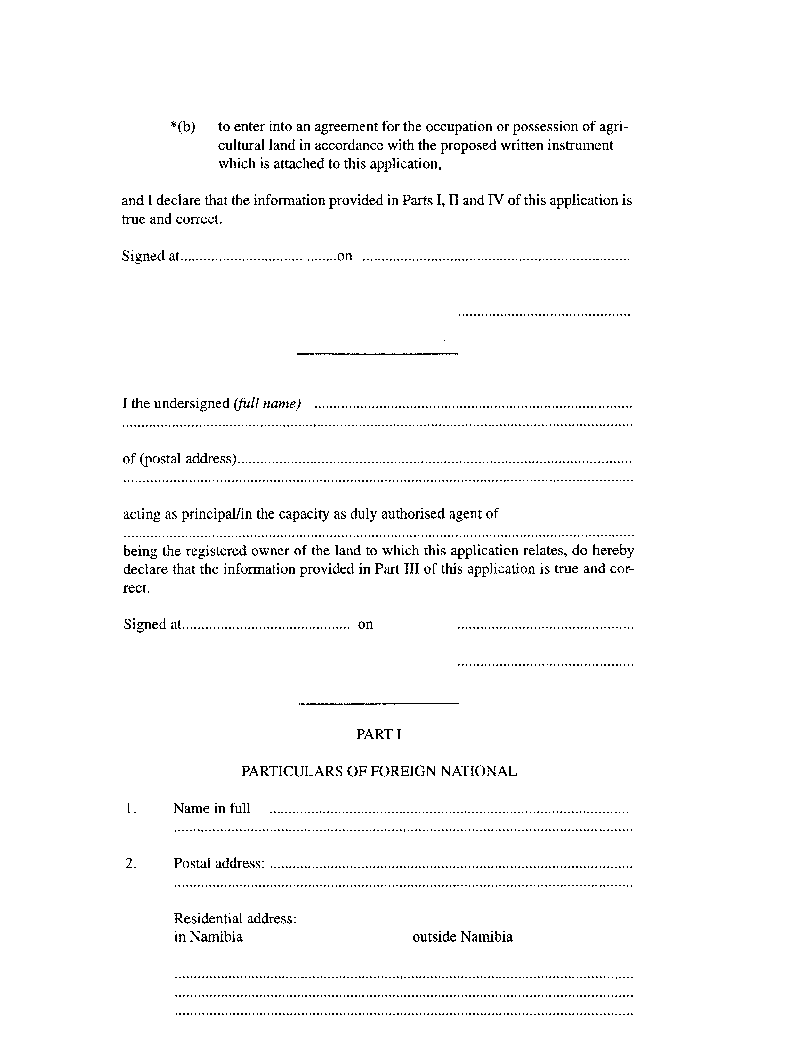 *(b) to enter into an agreement for the occupation or possession of agri-
cultural land in accordance with the proposed written instrument
which is attached to this application,
and I declare that the information provided in Parts I, II and IV of this application is
true and correct.
Signed at.........................................on ......................................................................
.............................................
I the undersigned (full name) ...................................................................................
.....................................................................................................................................
of (postal address).......................................................................................................
.....................................................................................................................................
acting as principal/in the capacity as duly authorised agent of
.....................................................................................................................................
being the registered owner of the land to which this application relates, do hereby
declare that the information provided in Part III of this application is true and cor-
rect.
Signed at............................................ on ..............................................
..............................................
PART I
PARTICULARS OF FOREIGN NATIONAL
1. Name in full ..............................................................................................
........................................................................................................................
2. Postal address: ...............................................................................................
........................................................................................................................
Residential address:
in Namibia outside Namibia
........................................................................................................................
........................................................................................................................
........................................................................................................................